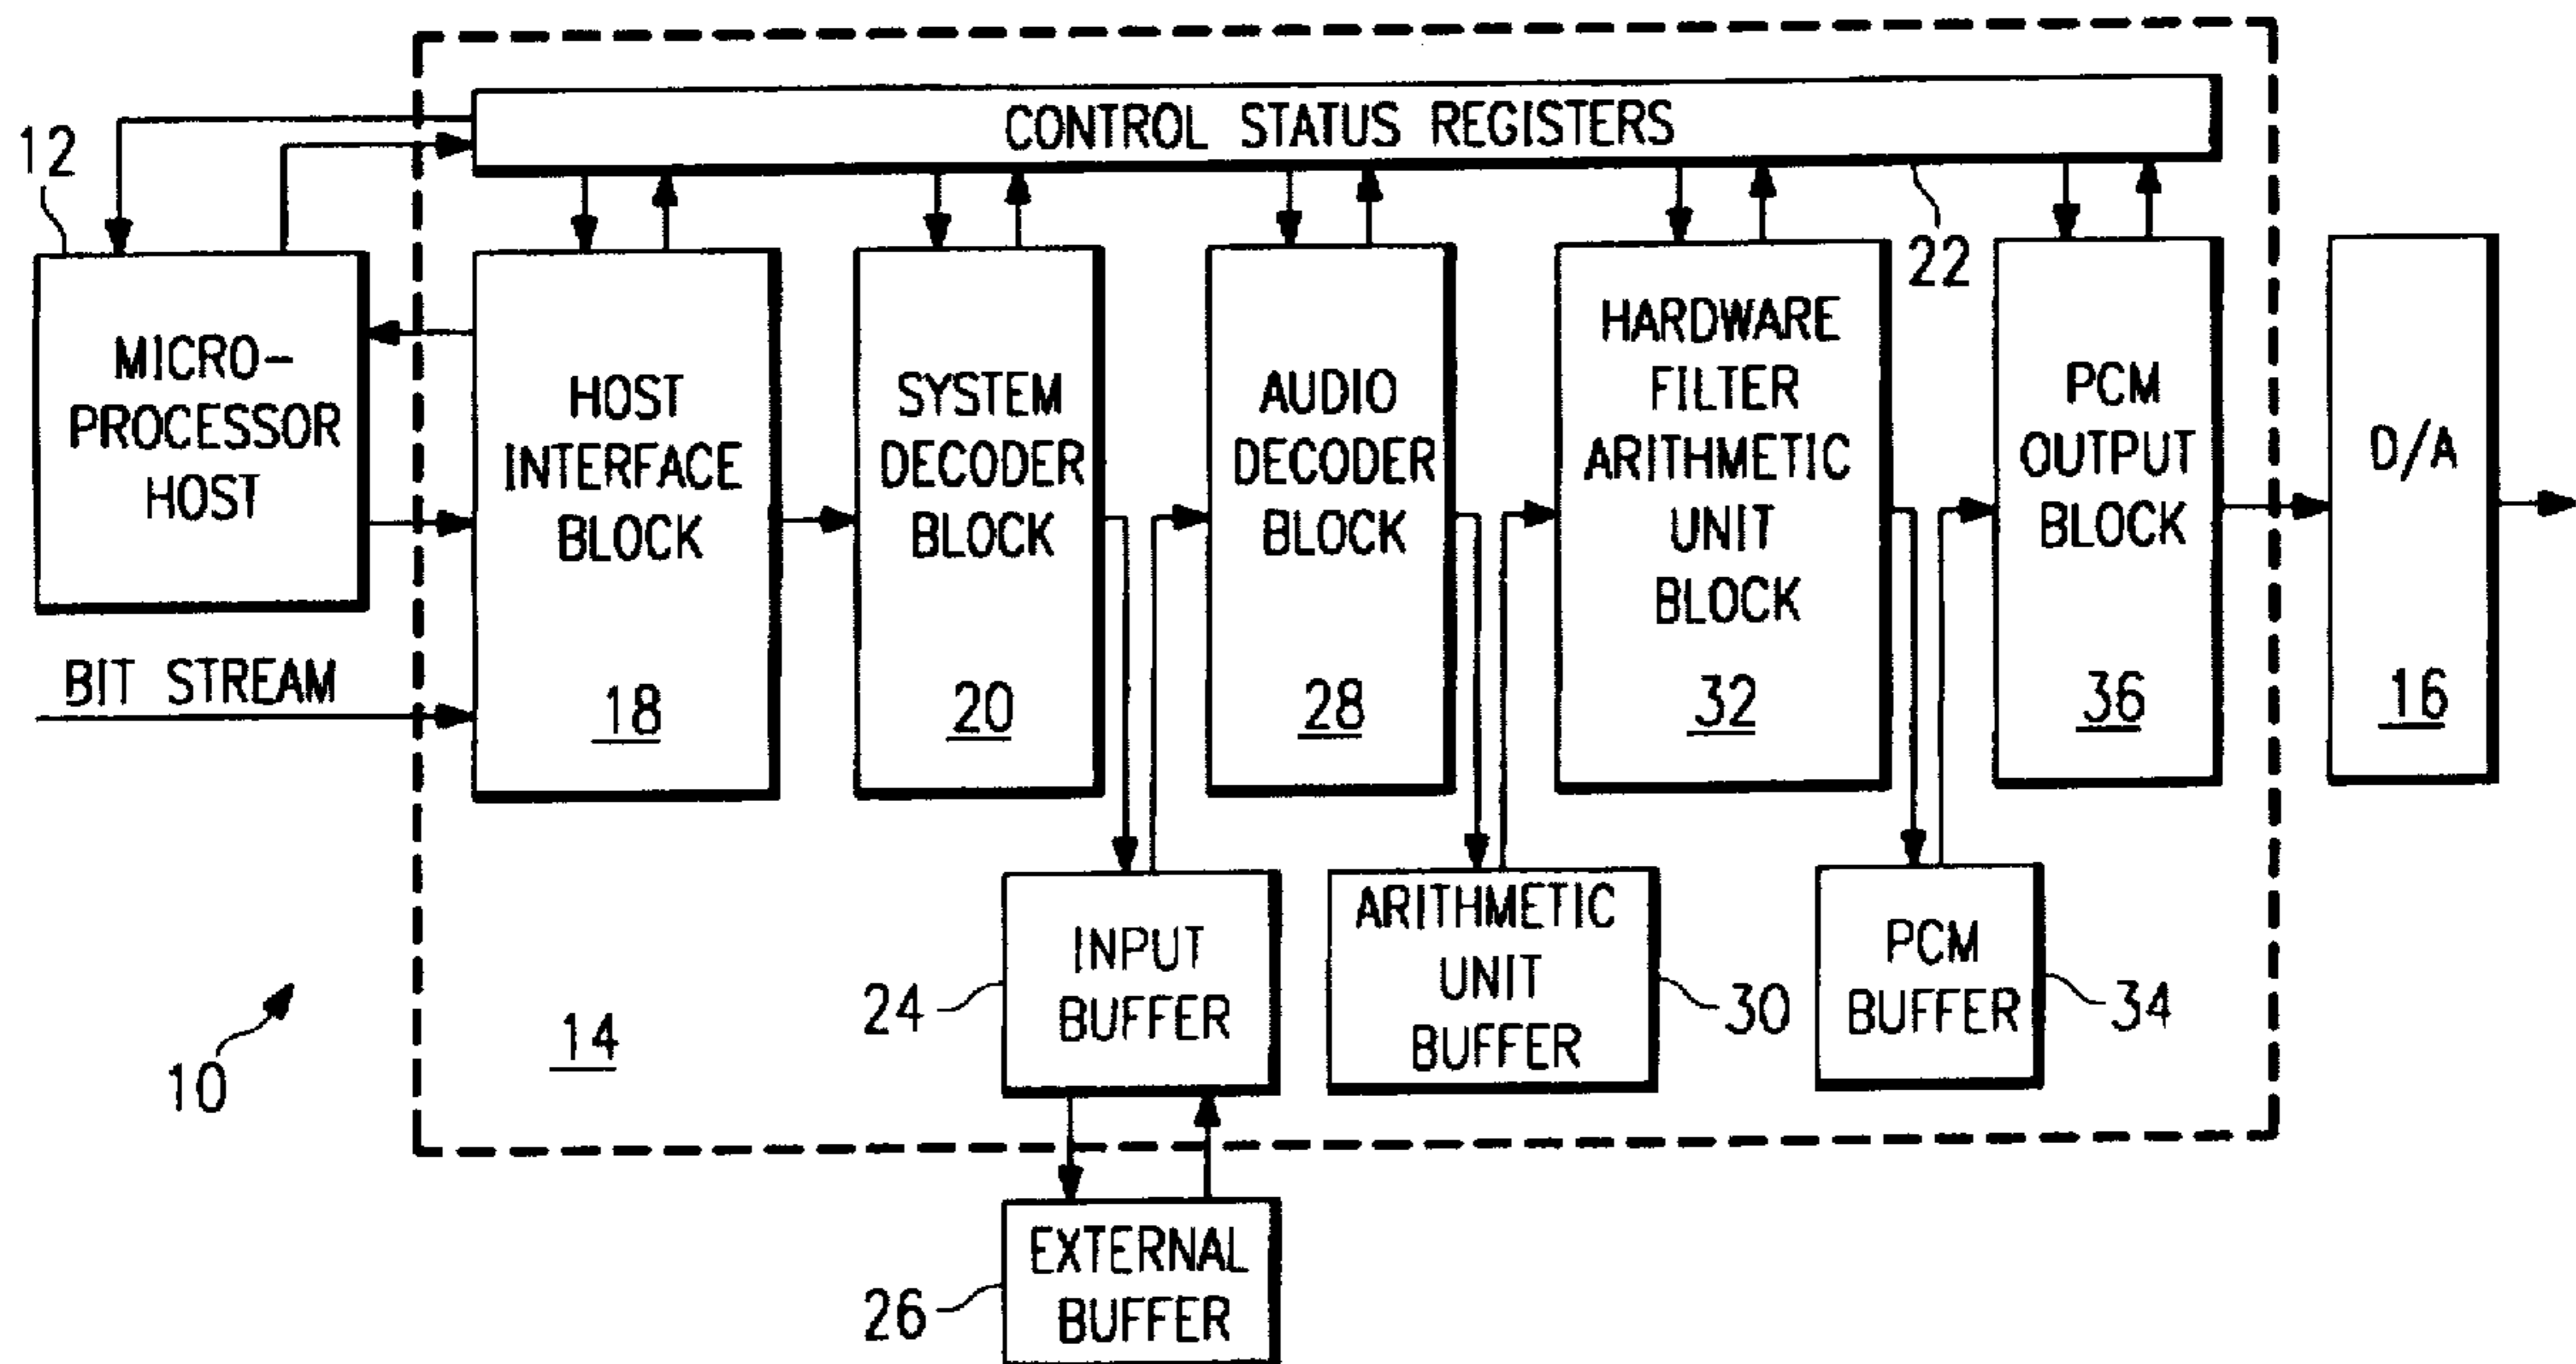 CONTROL STATUS REGISTERS
12
22
MICRO-
PROCESSOR
HOST
BIT STREAM
HOST
INTERFACE
BLOCK
18
SYSTEM
DECODER
BLOCK
20
AUDIO
DECODER
BLOCK
28
HARDWARE
FILTER
ARITHMETIC
UNIT
BLOCK
32
PCM
OUTPUT
BLOCK
36
D/A
16
10
14
24
INPUT
BUFFER
ARITHMETIC
UNIT
BUFFER
30
PCM
BUFFER
34
26
EXTERNAL
BUFFER